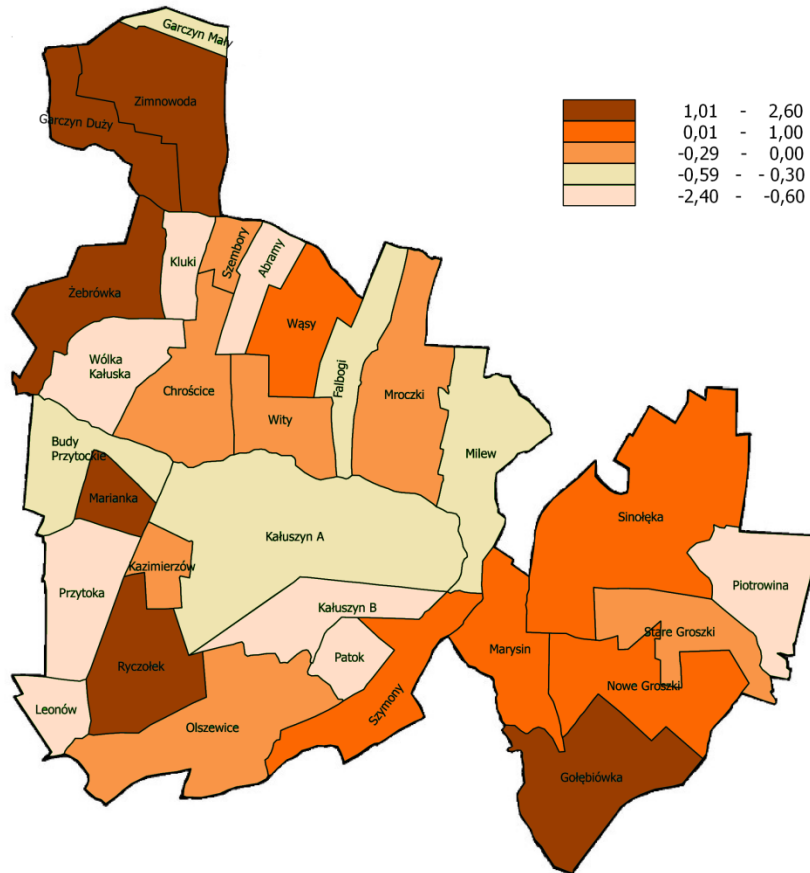 Garczyn Mały
Zimnowoda
1,01 - 2,60
Garczyn Duży
0,01 - 1,00
-0,29 - 0,00
-0,59 - - 0,30
-2,40 - -0,60
Szembory
Abramy
Kluki
Żebrówka
Wąsy
Wólka
Kałuska
Falbogi
Chrościce
Mroczki
Wity
Budy
Przytockie
Milew
Marianka
Sinołęka
Kałuszyn A
Kazimierzów
Piotrowina
Przytoka
Kałuszyn B
Stare Groszki
Marysin
Patok
Ryczołek
Nowe Groszki
Leonów
Szymony
Olszewice
Gołębiówka